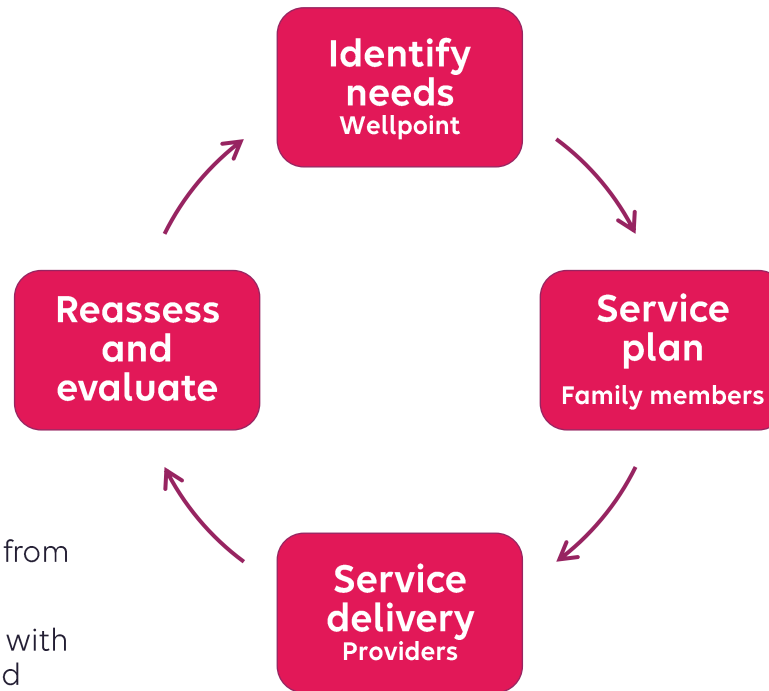 Identify
needs
Wellpoint
Reassess
and
evaluate
Service
plan
Family members
from
with
d
Service
delivery
Providers